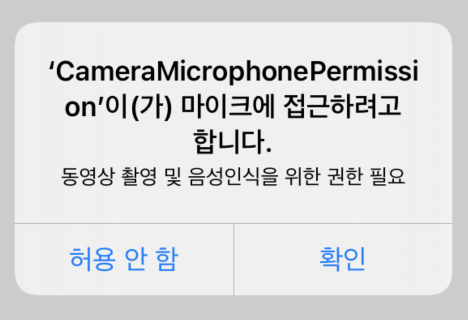 ‘CameraMicrophonePermissi
on’이(가) 마이크에 접근하려고
합니다.
동영상 촬영 및 음성인식을 위한 권한 필요
허용 안 함
확인